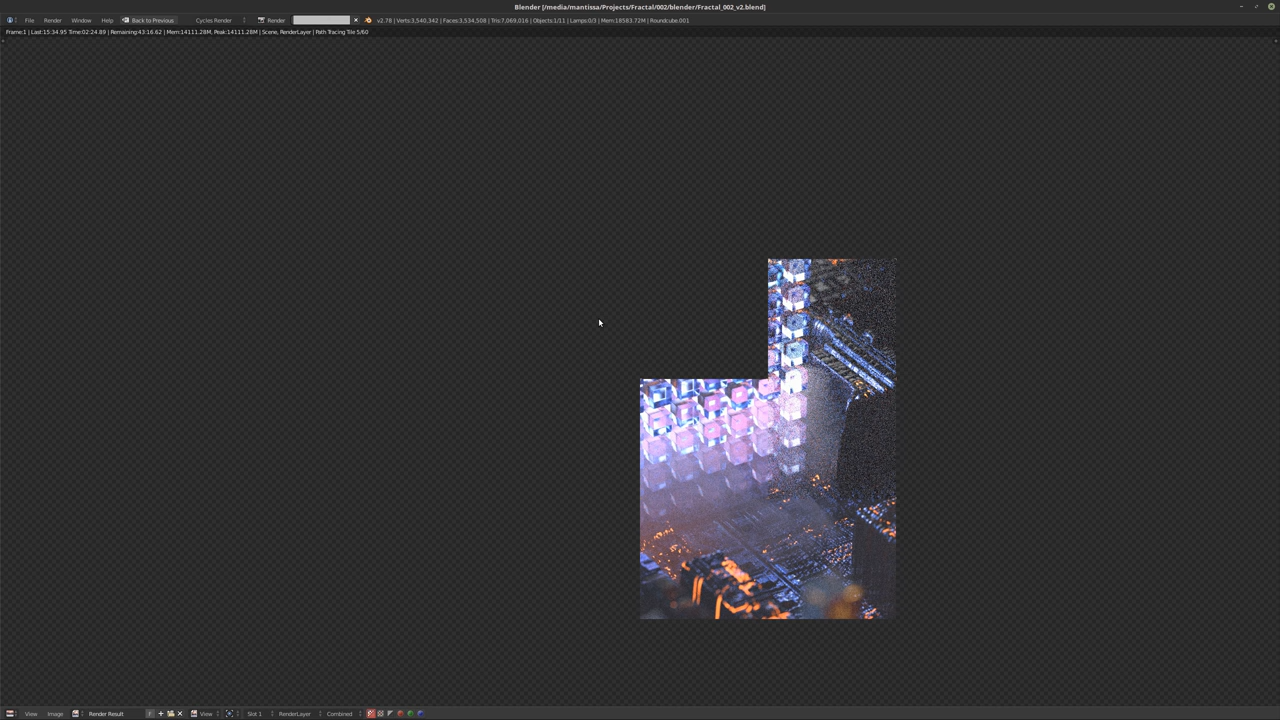 Blender [/media/mantissa/Projects/Fractal/002/blender/Fractal_002_v2.blend]
File Render Window Help Back to Previous Cycles Render Render v2.78 | Verts:3,540,342 | Faces:3,534,508 | Tris:7,069,016 | Objects:1/11 | Lamps:0/3 | Mem:18583.72M | Roundcube.001
Frame:1 | Last:15:34.95 Time:02:24.89 | Remaining:43:16.62 | Mem:14111.28M, Peak:14111.28M | Scene, RenderLayer | Path Tracing Tile 5/60
View Image Render Result F View Slot 1 RenderLayer Combined